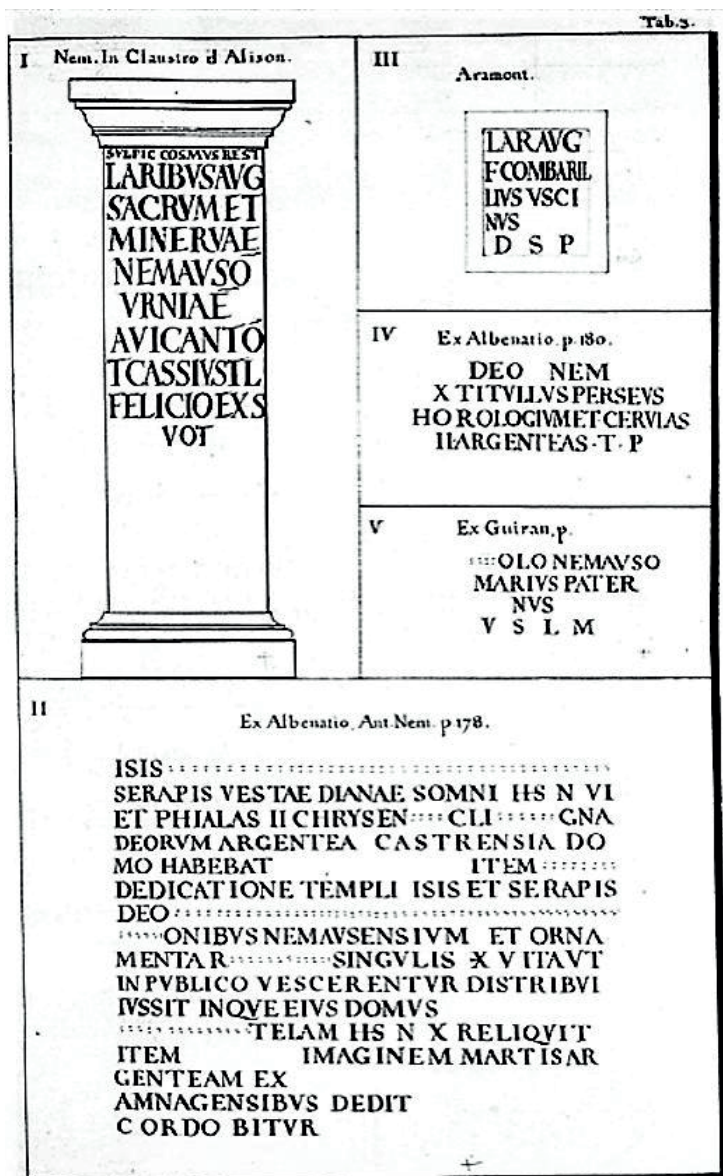 Tab.3.
I Nem. In Claustro d Alison.
SVLPIC COSMVS REST
LARIBVSAVG
SACRVM ET
MINERVAE
NEMAVSO
VRNIAE
AVICANTO
TCASSIVSTL
FELICIOEXS
VOT
III
Aramont.
LARAVG
F COMBARIL
LIVS VSCI
NVS
D S P
IV Ex Albenatio. p. 180.
DEO NEM
X TITVLLVS PERSEVS
HOROLOGIVM ET CERVIAS
II ARGENTEAS · T · P
V Ex Guiran. p.
:::::OLO NEMAVSO
MARIVS PATER
NVS
V S L M
II
Ex Albenatio. Ant. Nem. p 178.
ISIS
SERAPIS VESTAE DIANAE SOMNI HS N VI
ET PHIALAS II CHRYSEN :::: CLI :::::: GNA
DEORVM ARGENTEA CASTRENSIA DO
MO HABEBAT ITEM ::::::::
DEDICATIONE TEMPLI ISIS ET SERAPIS
DEO
:::::ONIBVS NEMAVSENSIVM ET ORNA
MENTAR :::::::::: SINGVLIS X V ITAVT
IN PVBLICO VESCERENTVR DISTRIBVI
IVSSIT INQVE EIVS DOMVS
:::::::::::::TELAM HS N X RELIQVIT
ITEM IMAGINEM MARTIS AR
GENTEAM EX
AMNAGENSIBVS DEDIT
CORDO BITVR